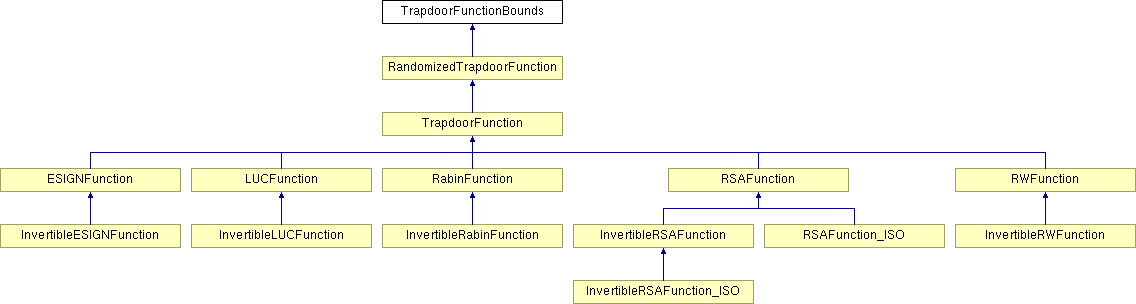 TrapdoorFunctionBounds
RandomizedTrapdoorFunction
TrapdoorFunction
ESIGNFunction
LUCFunction
RabinFunction
RSAFunction
RWFunction
InvertibleESIGNFunction
InvertibleLUCFunction
InvertibleRabinFunction
InvertibleRSAFunction
RSAFunction_ISO
InvertibleRWFunction
InvertibleRSAFunction_ISO